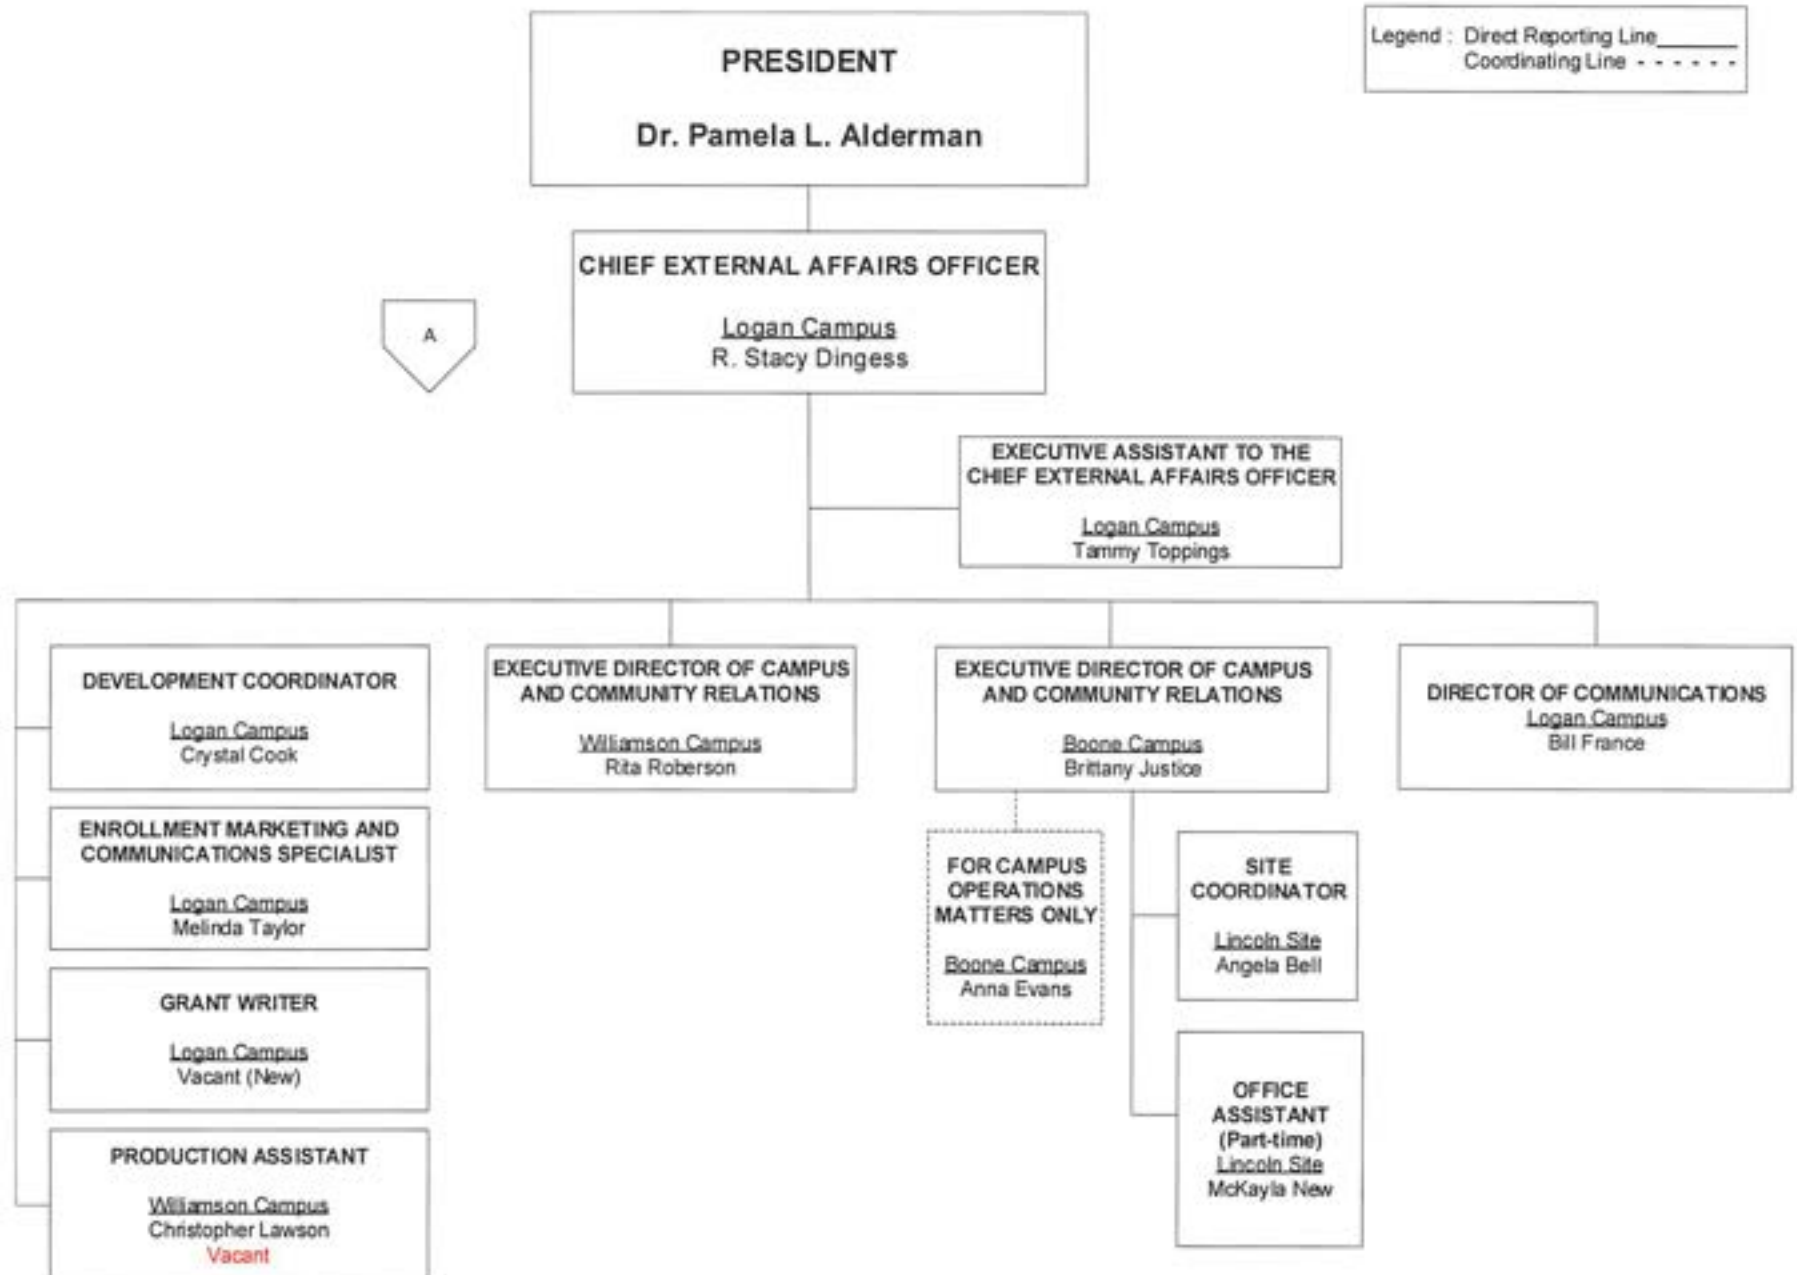 PRESIDENT
Dr. Pamela L. Alderman
Legend : Direct Reporting Line
Coordinating Line - - - - - -
CHIEF EXTERNAL AFFAIRS OFFICER
Logan Campus
R. Stacy Dingess
A
EXECUTIVE ASSISTANT TO THE
CHIEF EXTERNAL AFFAIRS OFFICER
Logan Campus
Tammy Toppings
DEVELOPMENT COORDINATOR
Logan Campus
Crystal Cook
EXECUTIVE DIRECTOR OF CAMPUS
AND COMMUNITY RELATIONS
Williamson Campus
Rita Roberson
EXECUTIVE DIRECTOR OF CAMPUS
AND COMMUNITY RELATIONS
Boone Campus
Brittany Justice
DIRECTOR OF COMMUNICATIONS
Logan Campus
Bill France
ENROLLMENT MARKETING AND
COMMUNICATIONS SPECIALIST
Logan Campus
Melinda Taylor
FOR CAMPUS
OPERATIONS
MATTERS ONLY
Boone Campus
Anna Evans
SITE
COORDINATOR
Lincoln Site
Angela Bell
GRANT WRITER
Logan Campus
Vacant (New)
OFFICE
ASSISTANT
(Part-time)
Lincoln Site
McKayla New
PRODUCTION ASSISTANT
Williamson Campus
Christopher Lawson
Vacant